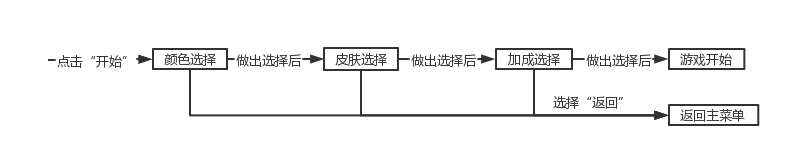 点击“开始”
颜色选择
做出选择后
皮肤选择
做出选择后
加成选择
做出选择后
游戏开始
选择“返回”
返回主菜单